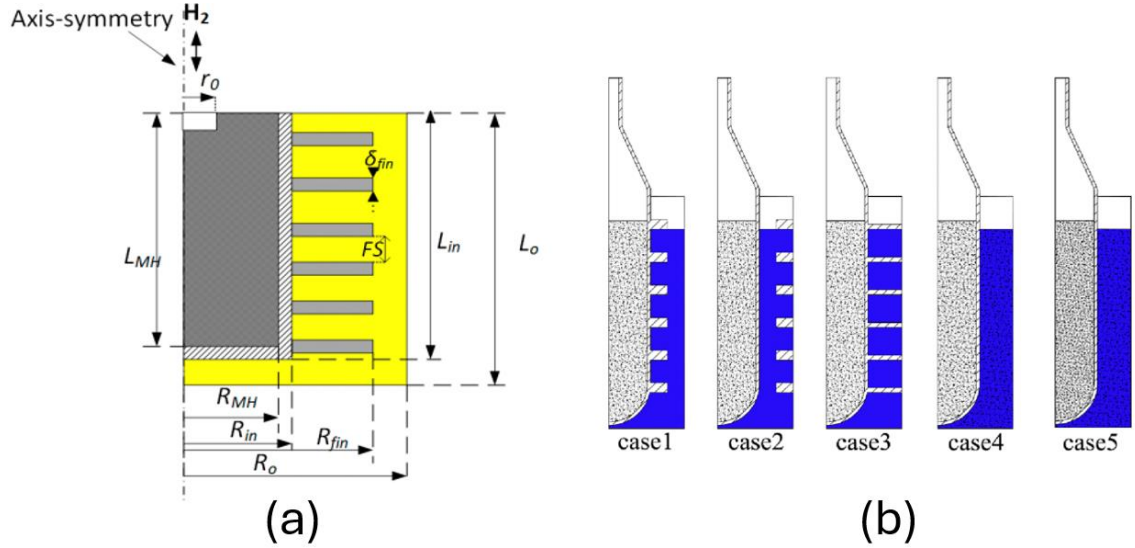 Axis-symmetry H₂
r₀
δfin
FS
LMH
Lin
Lo
RMH
Rin
Rfin
Ro
case1 case2 case3 case4 case5
(a) (b)